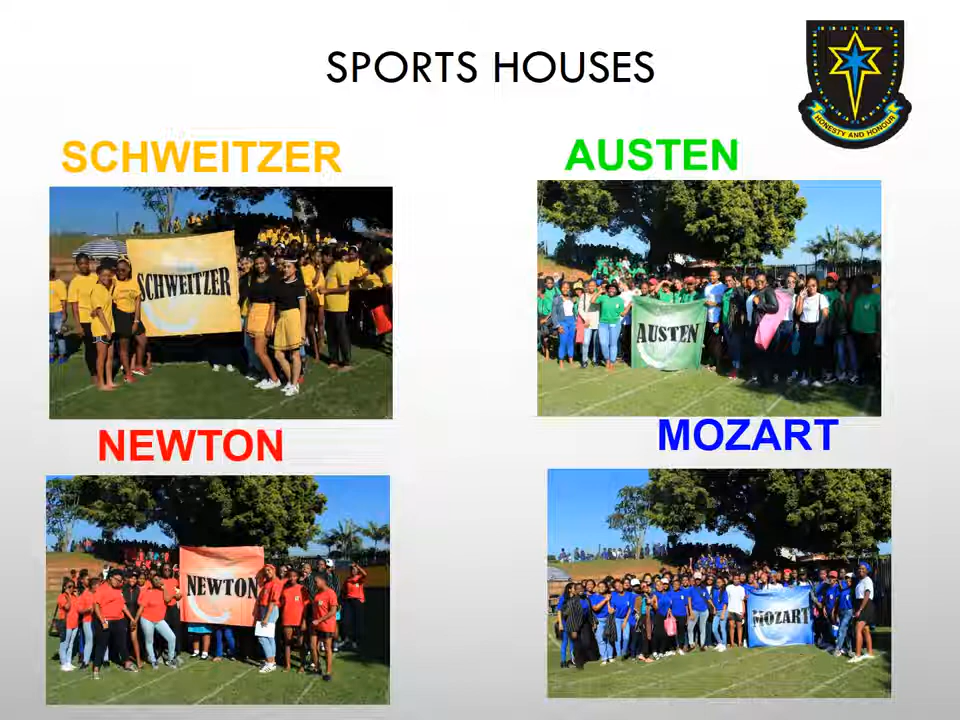 SPORTS HOUSES
HONESTY AND HONOUR
SCHWEITZER
AUSTEN
SCHWEITZER
AUSTEN
NEWTON
MOZART
NEWTON
MOZART